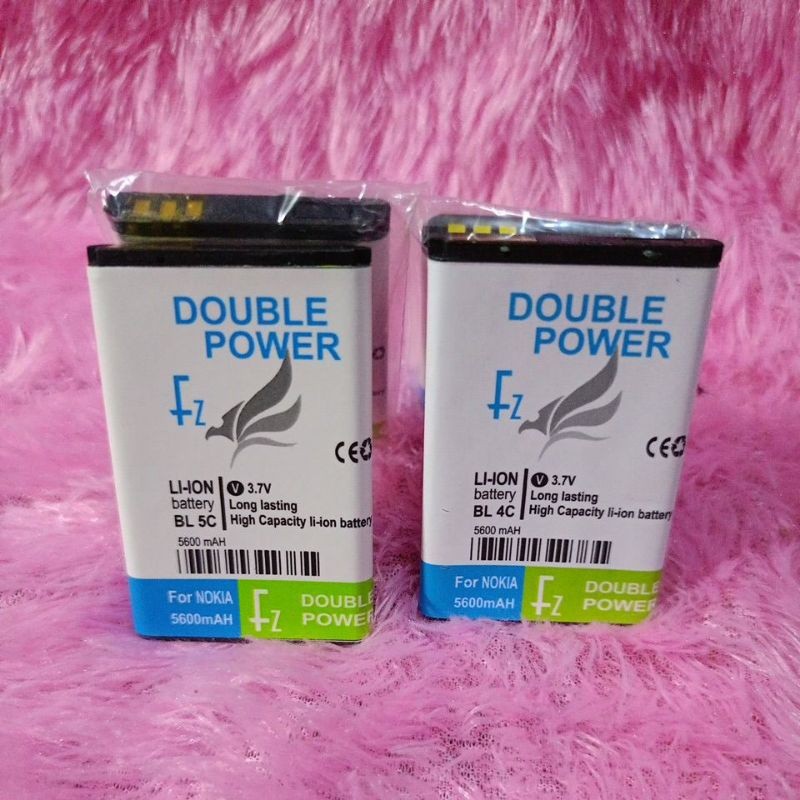 DOUBLE
POWER
Fz
CE
LI-ION
battery
BL 5C
V 3.7V
Long lasting
High Capacity li-ion battery
5600 mAH
For NOKIA
5600mAH
Fz
DOUBLE
POWER
DOUBLE
POWER
Fz
CE
LI-ION
battery
BL 4C
V 3.7V
Long lasting
High Capacity li-ion battery
5600 mAH
For NOKIA
5600mAH
Fz
DOUBLE
POWER